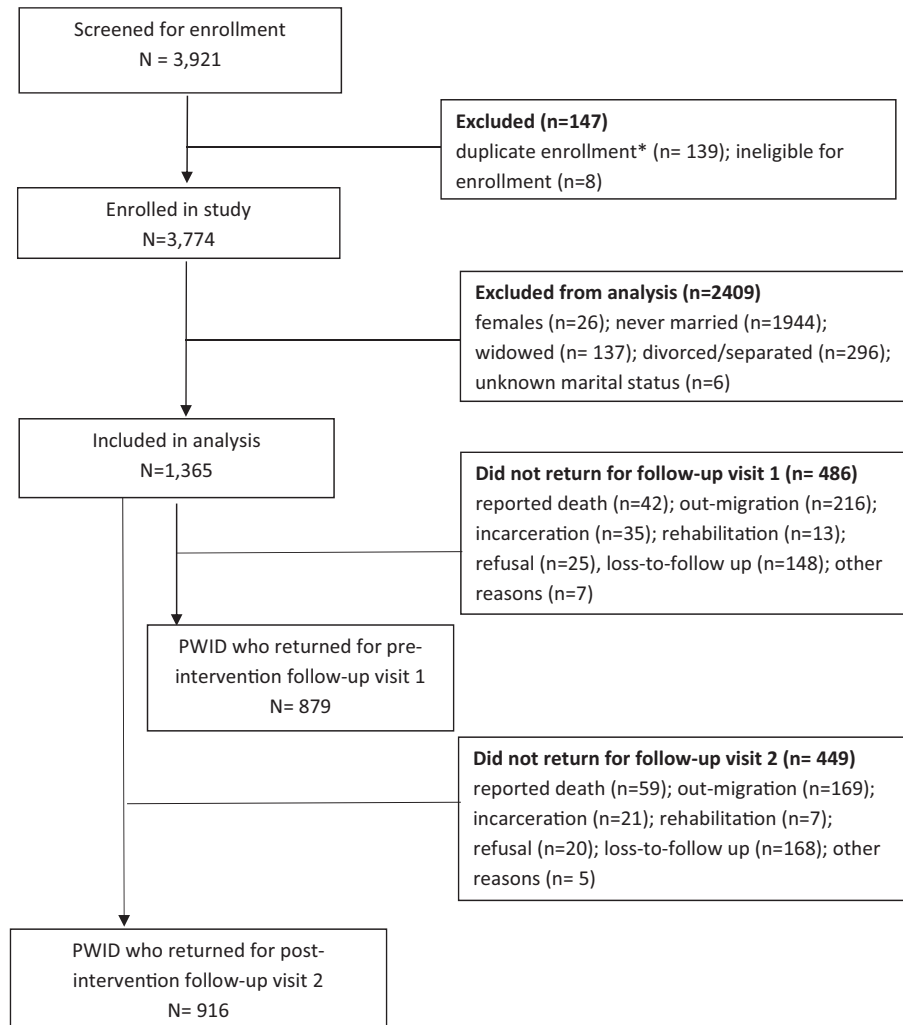 Screened for enrollment
N = 3,921
Excluded (n=147)
duplicate enrollment* (n= 139); ineligible for
enrollment (n=8)
Enrolled in study
N=3,774
Excluded from analysis (n=2409)
females (n=26); never married (n=1944);
widowed (n= 137); divorced/separated (n=296);
unknown marital status (n=6)
Included in analysis
N=1,365
Did not return for follow-up visit 1 (n= 486)
reported death (n=42); out-migration (n=216);
incarceration (n=35); rehabilitation (n=13);
refusal (n=25), loss-to-follow up (n=148); other
reasons (n=7)
PWID who returned for pre-
intervention follow-up visit 1
N= 879
Did not return for follow-up visit 2 (n= 449)
reported death (n=59); out-migration (n=169);
incarceration (n=21); rehabilitation (n=7);
refusal (n=20); loss-to-follow up (n=168); other
reasons (n= 5)
PWID who returned for post-
intervention follow-up visit 2
N= 916